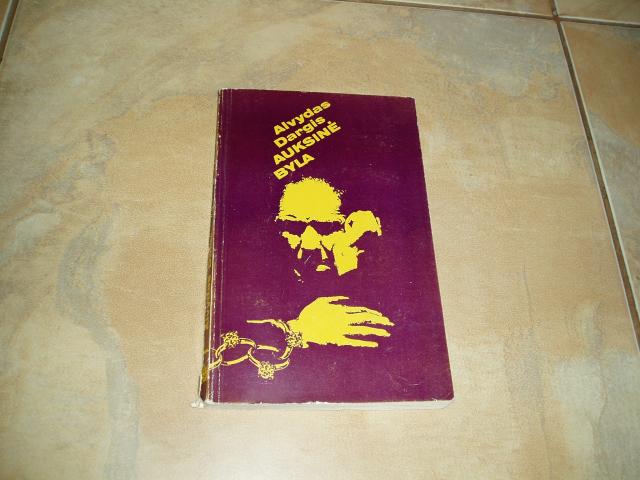 Alvydas
Dargis
AUKSINĖ
BYLA